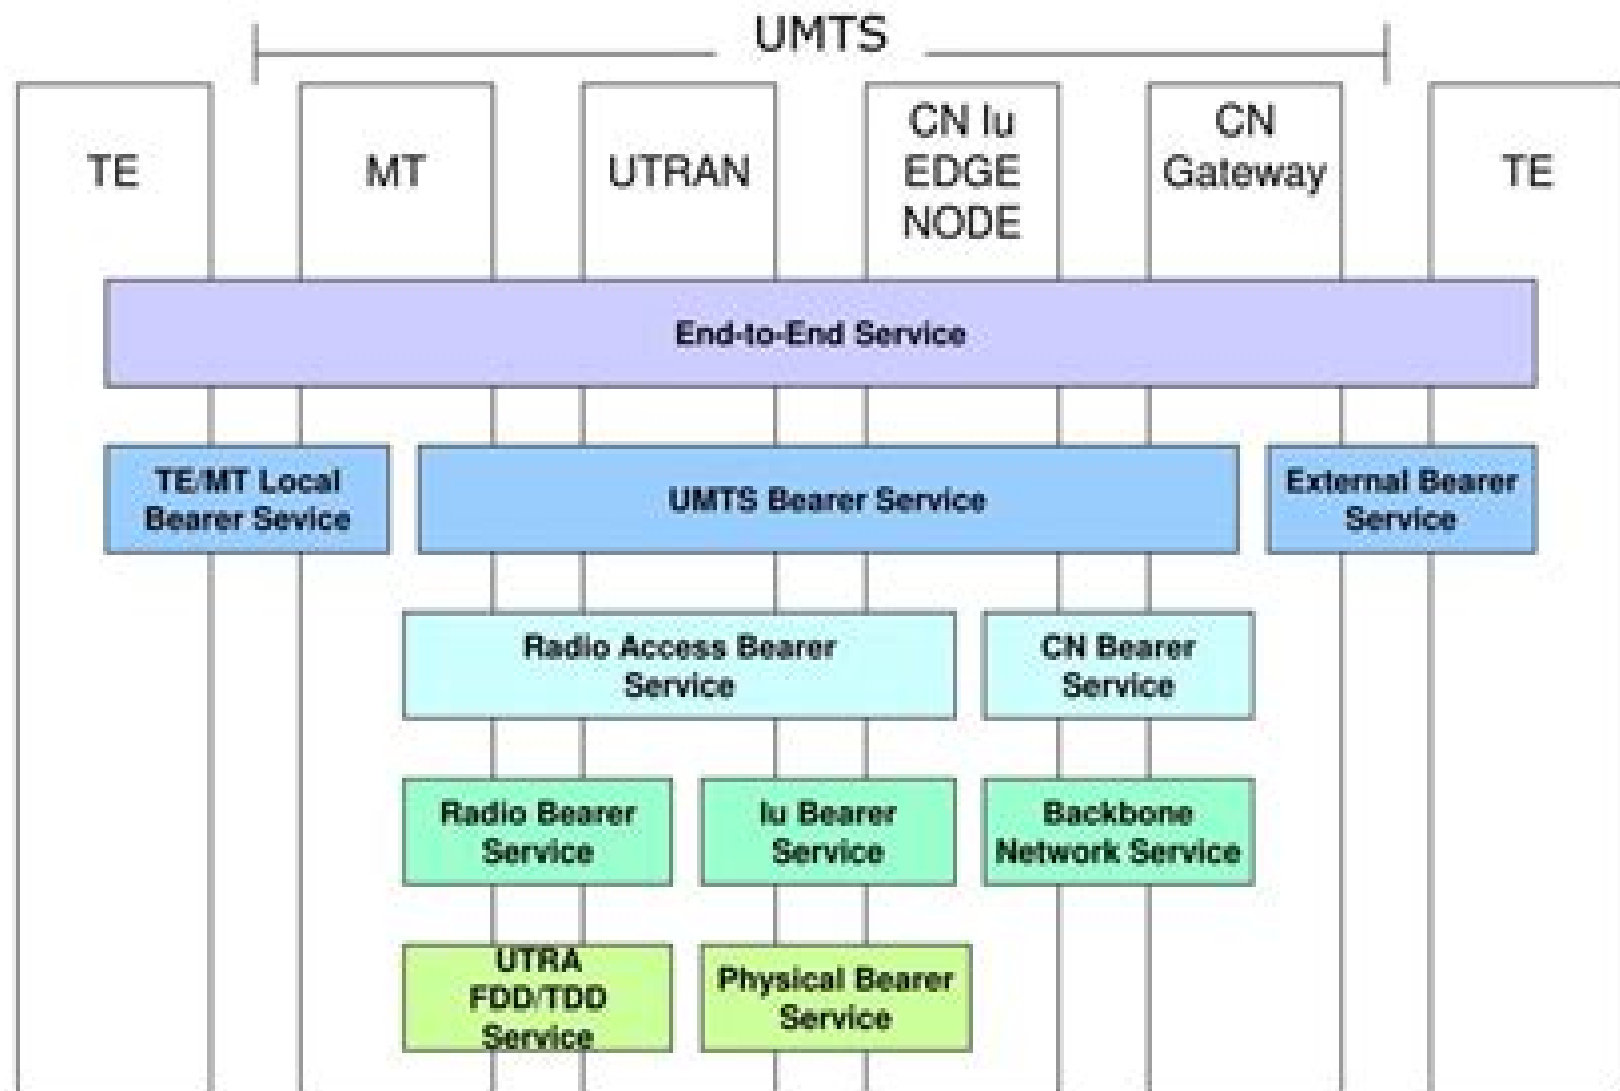 UMTS
TE
MT
UTRAN
CN Iu
EDGE
NODE
CN
Gateway
TE
End-to-End Service
TE/MT Local
Bearer Sevice
UMTS Bearer Service
External Bearer
Service
Radio Access Bearer
Service
CN Bearer
Service
Radio Bearer
Service
Iu Bearer
Service
Backbone
Network Service
UTRA
FDD/TDD
Service
Physical Bearer
Service